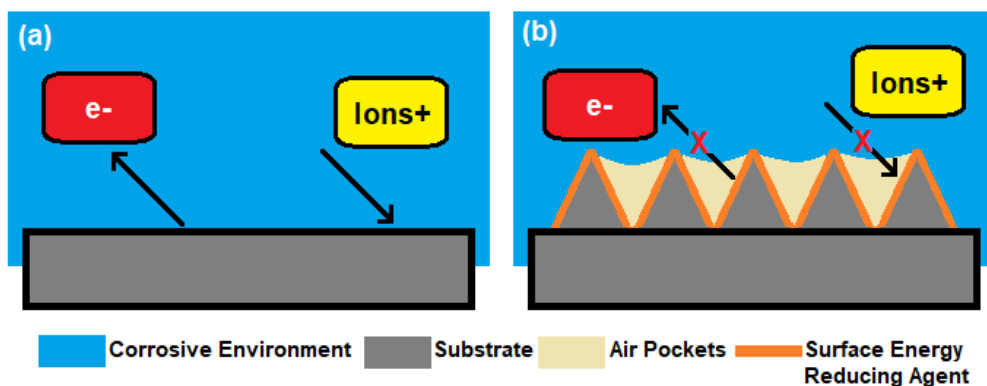 (a)
e-
Ions+
(b)
e-
Ions+
X
X
Corrosive Environment
Substrate
Air Pockets
Surface Energy
Reducing Agent